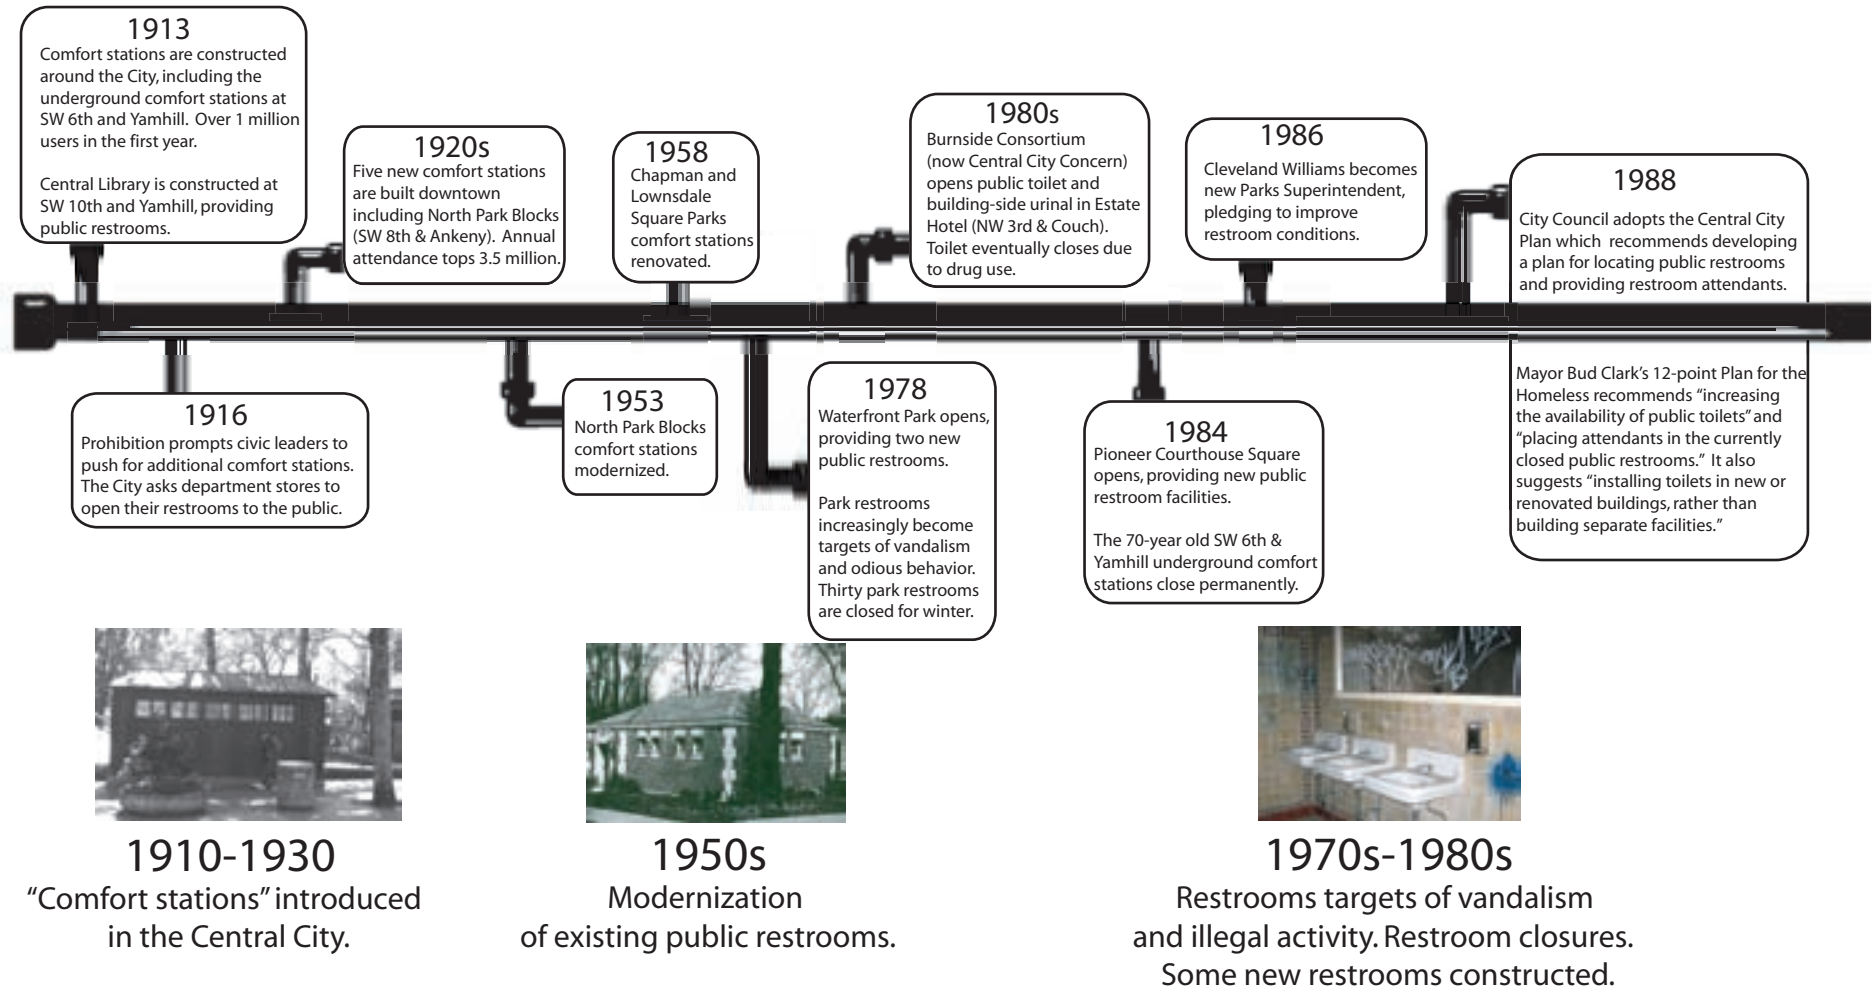 1913
Comfort stations are constructed
around the City, including the
underground comfort stations at
SW 6th and Yamhill. Over 1 million
users in the first year.
Central Library is constructed at
SW 10th and Yamhill, providing
public restrooms.
1916
Prohibition prompts civic leaders to
push for additional comfort stations.
The City asks department stores to
open their restrooms to the public.
1920s
Five new comfort stations
are built downtown
including North Park Blocks
(SW 8th & Ankeny). Annual
attendance tops 3.5 million.
1953
North Park Blocks
comfort stations
modernized.
1958
Chapman and
Lownsdale
Square Parks
comfort stations
renovated.
1978
Waterfront Park opens,
providing two new
public restrooms.
Park restrooms
increasingly become
targets of vandalism
and odious behavior.
Thirty park restrooms
are closed for winter.
1980s
Burnside Consortium
(now Central City Concern)
opens public toilet and
building-side urinal in Estate
Hotel (NW 3rd & Couch).
Toilet eventually closes due
to drug use.
1984
Pioneer Courthouse Square
opens, providing new public
restroom facilities.
The 70-year old SW 6th &
Yamhill underground comfort
stations close permanently.
1986
Cleveland Williams becomes
new Parks Superintendent,
pledging to improve
restroom conditions.
1988
City Council adopts the Central City
Plan which recommends developing
a plan for locating public restrooms
and providing restroom attendants.
Mayor Bud Clark's 12-point Plan for the
Homeless recommends “increasing
the availability of public toilets” and
“placing attendants in the currently
closed public restrooms.” It also
suggests “installing toilets in new or
renovated buildings, rather than
building separate facilities.”
1910-1930
“Comfort stations” introduced
in the Central City.
1950s
Modernization
of existing public restrooms.
1970s-1980s
Restrooms targets of vandalism
and illegal activity. Restroom closures.
Some new restrooms constructed.